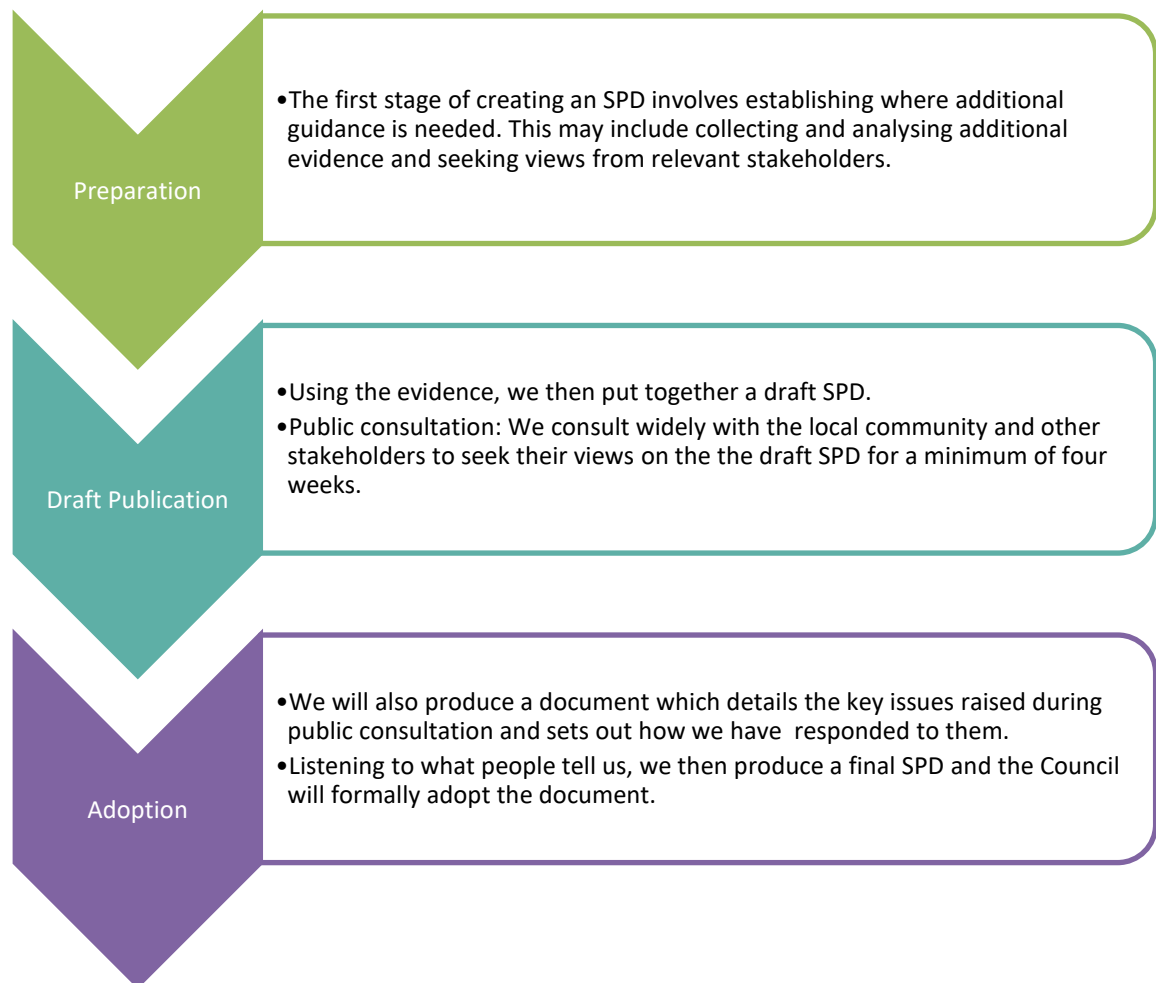 Preparation
•The first stage of creating an SPD involves establishing where additional
guidance is needed. This may include collecting and analysing additional
evidence and seeking views from relevant stakeholders.
Draft Publication
•Using the evidence, we then put together a draft SPD.
•Public consultation: We consult widely with the local community and other
stakeholders to seek their views on the the draft SPD for a minimum of four
weeks.
Adoption
•We will also produce a document which details the key issues raised during
public consultation and sets out how we have  responded to them.
•Listening to what people tell us, we then produce a final SPD and the Council
will formally adopt the document.